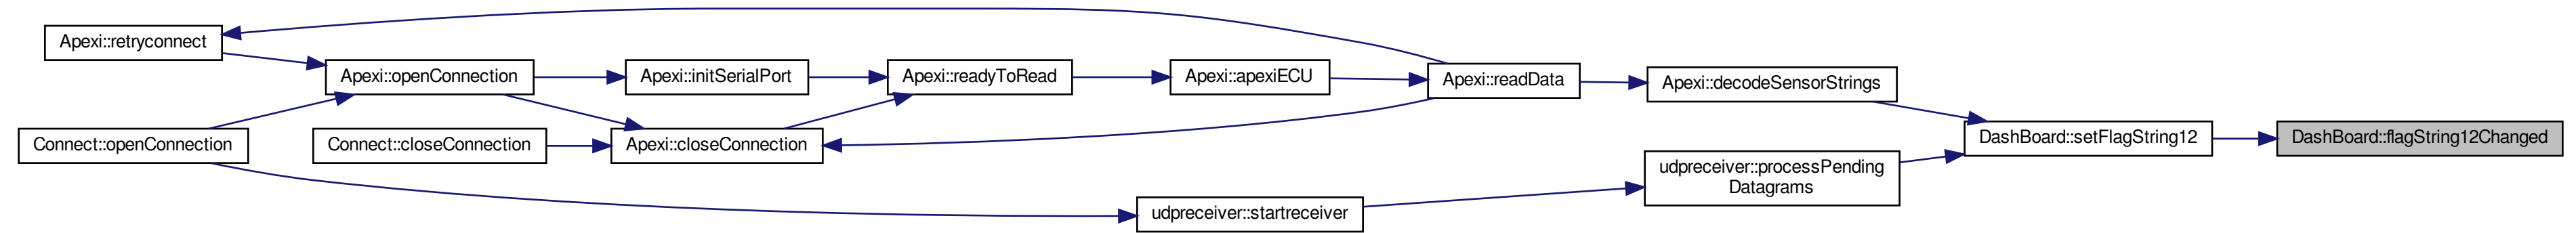 Apexi::retryconnect
Apexi::openConnection
Apexi::initSerialPort
Apexi::readyToRead
Apexi::apexiECU
Apexi::readData
Apexi::decodeSensorStrings
Connect::openConnection
Connect::closeConnection
Apexi::closeConnection
DashBoard::setFlagString12
DashBoard::flagString12Changed
udpreceiver::processPending
Datagrams
udpreceiver::startreceiver